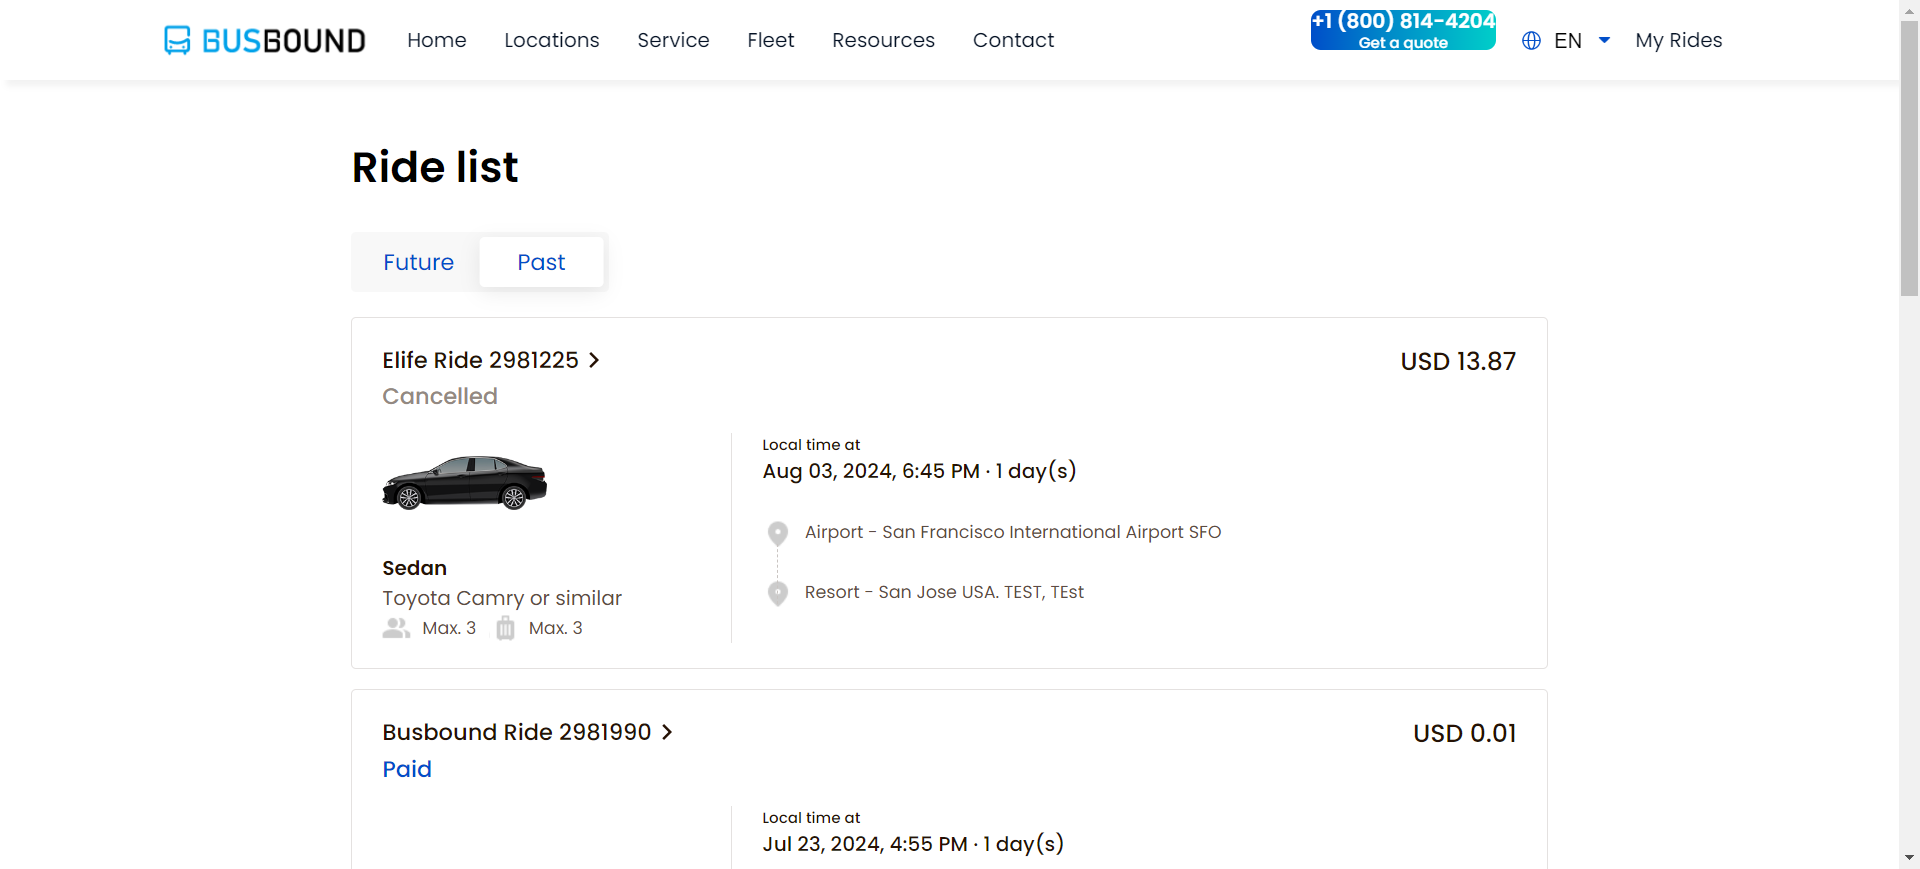 BUSBOUND
Home Locations Service Fleet Resources Contact
+1 (800) 814-4204
Get a quote
EN
My Rides
Ride list
Future Past
Elife Ride 2981225
USD 13.87
Cancelled
Local time at
Aug 03, 2024, 6:45 PM · 1 day(s)
Airport - San Francisco International Airport SFO
Resort - San Jose USA. TEST, TEst
Sedan
Toyota Camry or similar
Max. 3 Max. 3
Busbound Ride 2981990
USD 0.01
Paid
Local time at
Jul 23, 2024, 4:55 PM · 1 day(s)